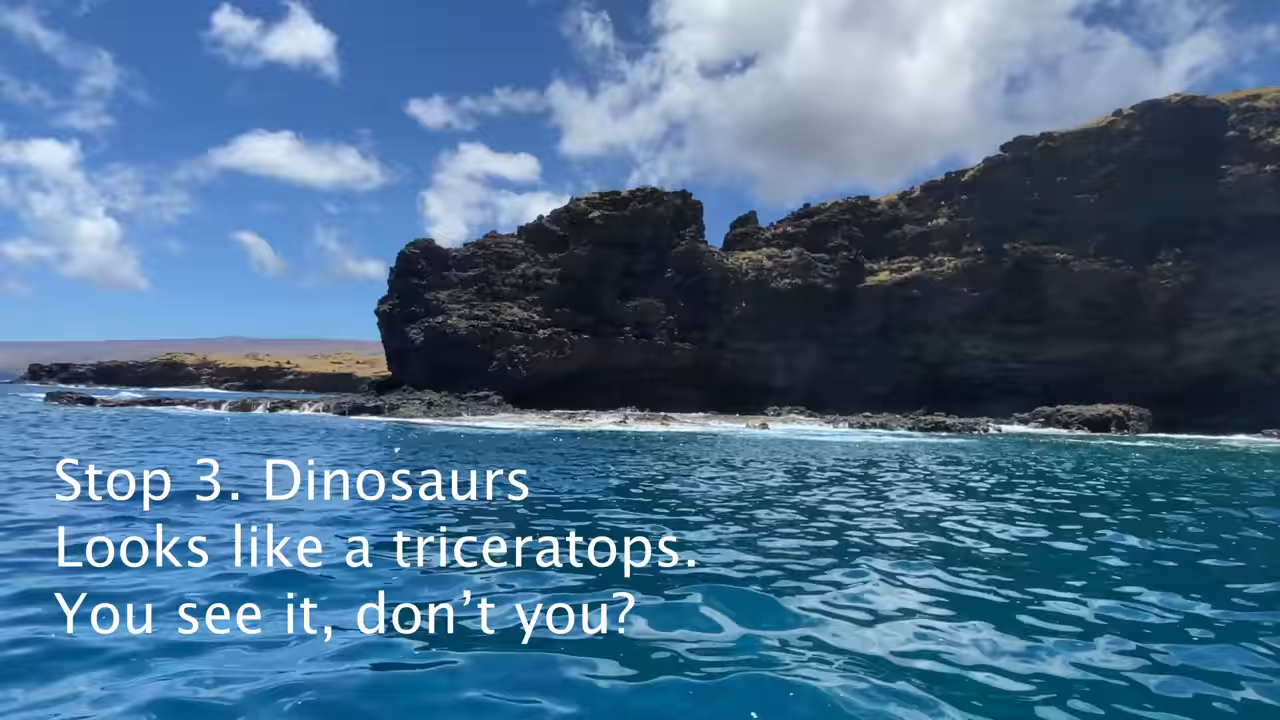 Stop 3. Dinosaurs
Looks like a triceratops.
You see it, don’t you?